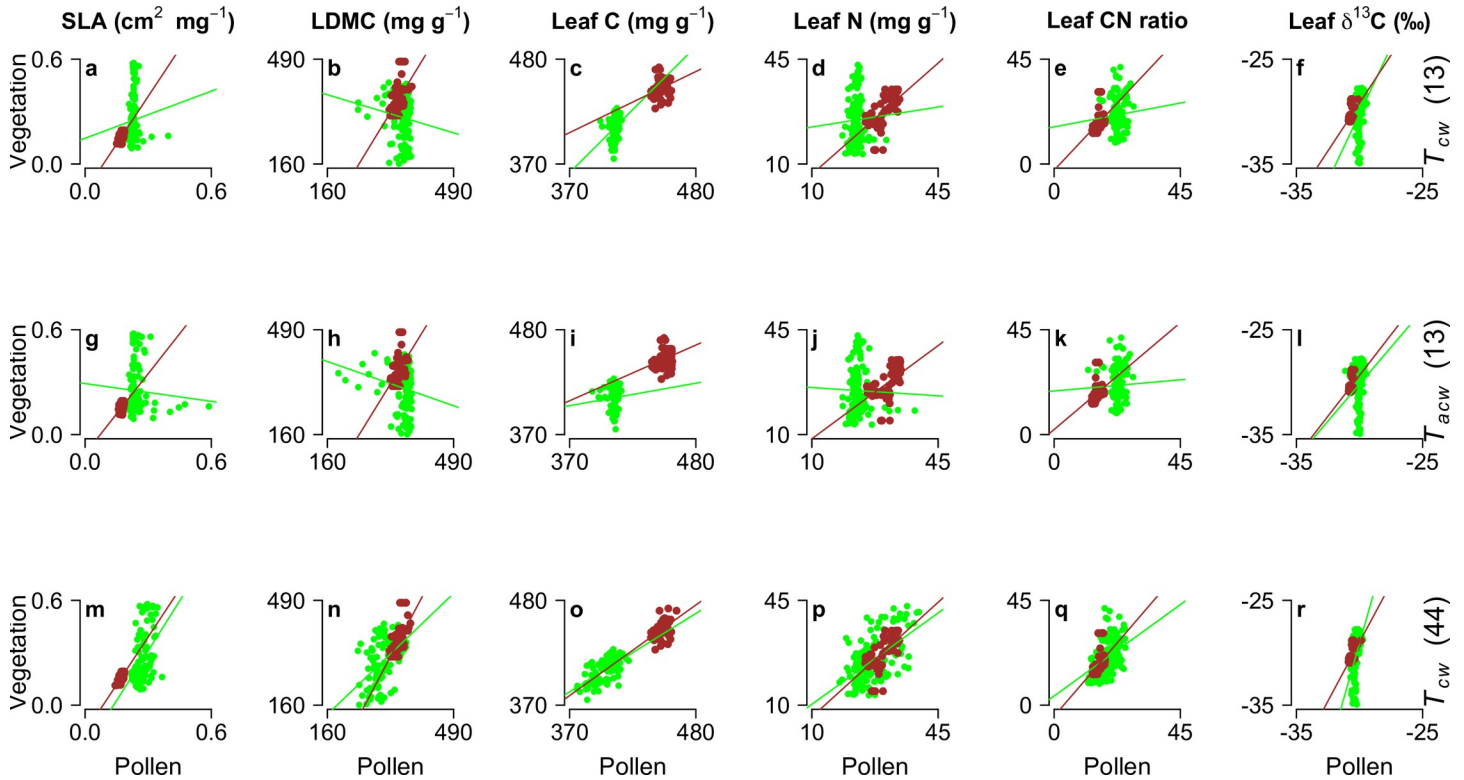 SLA (cm² mg⁻¹) LDMC (mg g⁻¹) Leaf C (mg g⁻¹) Leaf N (mg g⁻¹) Leaf CN ratio Leaf δ¹³C (‰)
Vegetation
0.6 a 490 b 480 c 45 d 45 e -25 f
0.0 160 370 10 0 -35
0.0 0.6 160 490 370 480 10 45 0 45 -35 -25
T cw (13)
Vegetation
0.6 g 490 h 480 i 45 j 45 k -25 l
0.0 160 370 10 0 -35
0.0 0.6 160 490 370 480 10 45 0 45 -35 -25
T acw (13)
Vegetation
0.6 m 490 n 480 o 45 p 45 q -25 r
0.0 160 370 10 0 -35
0.0 0.6 160 490 370 480 10 45 0 45 -35 -25
T cw (44)
Pollen Pollen Pollen Pollen Pollen Pollen